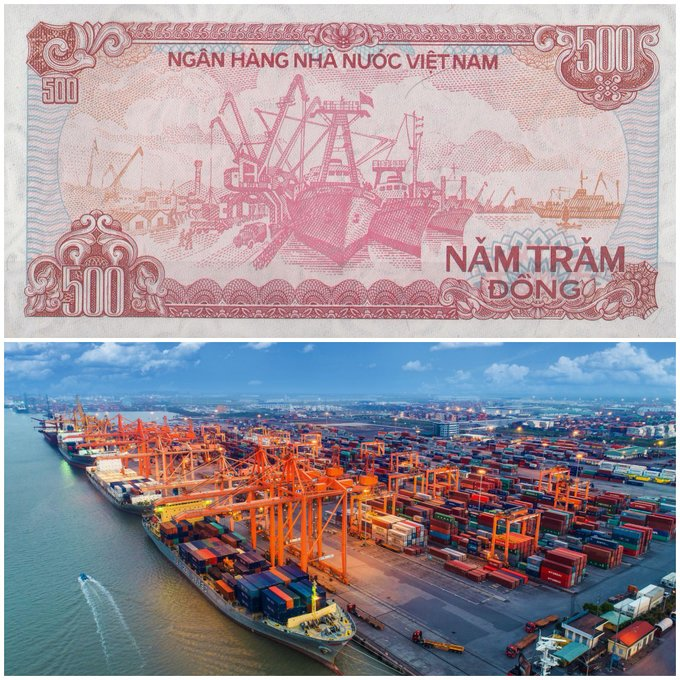 NGÂN HÀNG NHÀ NƯỚC VIỆT NAM
500
500
500
NĂM TRĂM
ĐỒNG